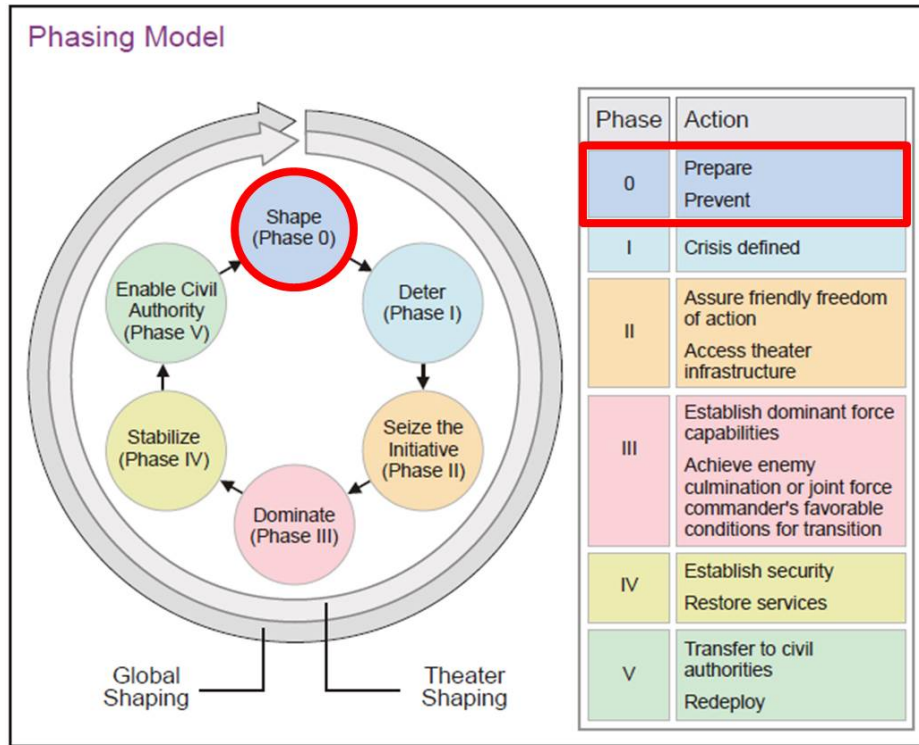 Phasing Model
Shape
(Phase 0)
Deter
(Phase I)
Seize the
Initiative
(Phase II)
Dominate
(Phase III)
Stabilize
(Phase IV)
Enable Civil
Authority
(Phase V)
Global
Shaping
Theater
Shaping
Phase Action
0
Prepare
Prevent
I Crisis defined
II
Assure friendly freedom
of action
Access theater
infrastructure
III
Establish dominant force
capabilities
Achieve enemy
culmination or joint force
commander's favorable
conditions for transition
IV
Establish security
Restore services
V
Transfer to civil
authorities
Redeploy